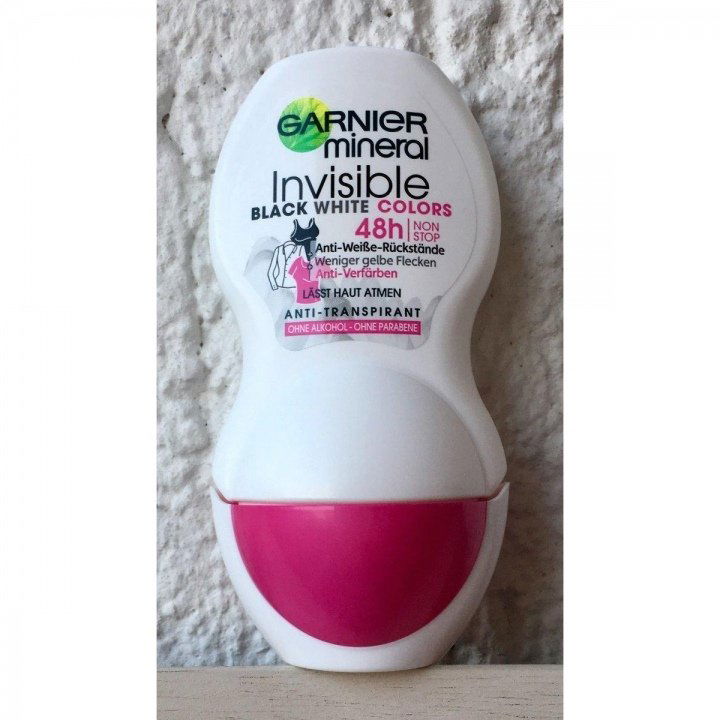 GARNIER
mineral
Invisible
BLACK WHITE COLORS
48h NON
STOP
Anti-Weiße-Rückstände
Weniger gelbe Flecken
Anti-Verfärben
LÄSST HAUT ATMEN
ANTI-TRANSPIRANT
OHNE ALKOHOL - OHNE PARABENE